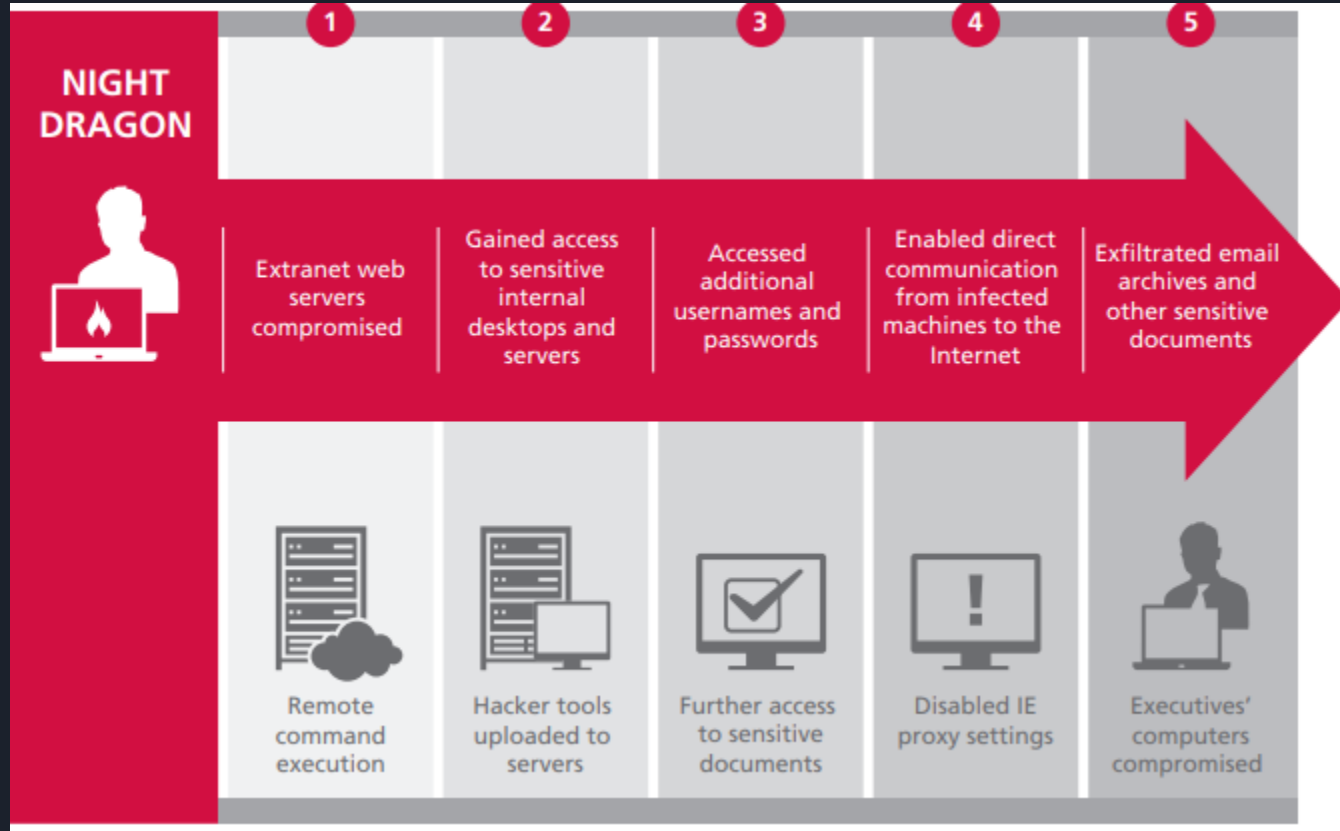 1
2
3
4
5
NIGHT
DRAGON
Extranet web
servers
compromised
Gained access
to sensitive
internal
desktops and
servers
Accessed
additional
usernames and
passwords
Enabled direct
communication
from infected
machines to the
Internet
Exfiltrated email
archives and
other sensitive
documents
Remote
command
execution
Hacker tools
uploaded to
servers
Further access
to sensitive
documents
Disabled IE
proxy settings
Executives'
computers
compromised